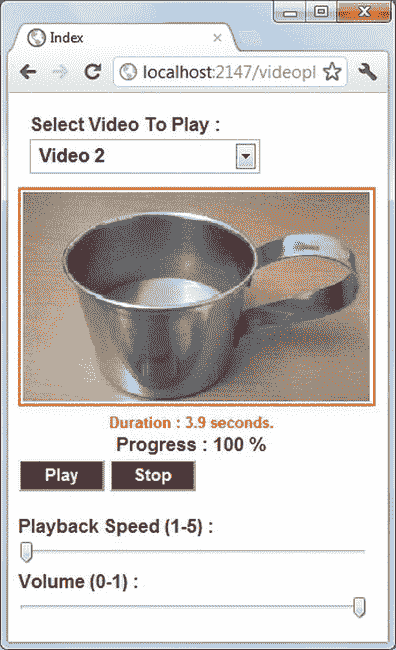 Index
localhost:2147/videopl
Select Video To Play :
Video 2
Duration : 3.9 seconds.
Progress : 100 %
Play Stop
Playback Speed (1-5) :
Volume (0-1) :